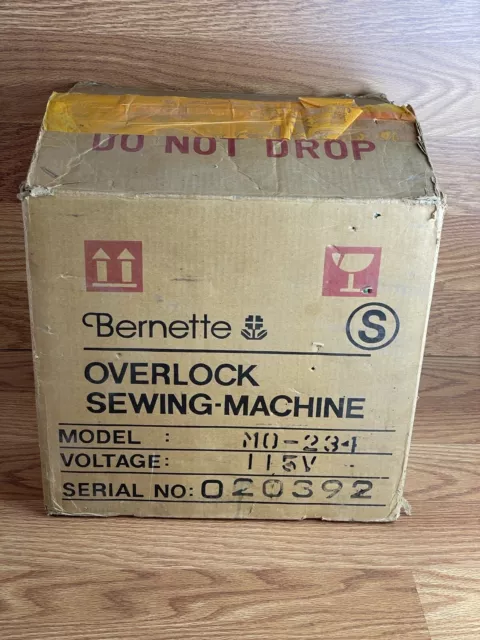 DO NOT DROP
Bernette
S
OVERLOCK
SEWING-MACHINE
MODEL : MO-234
VOLTAGE: 115V
SERIAL NO: 020392